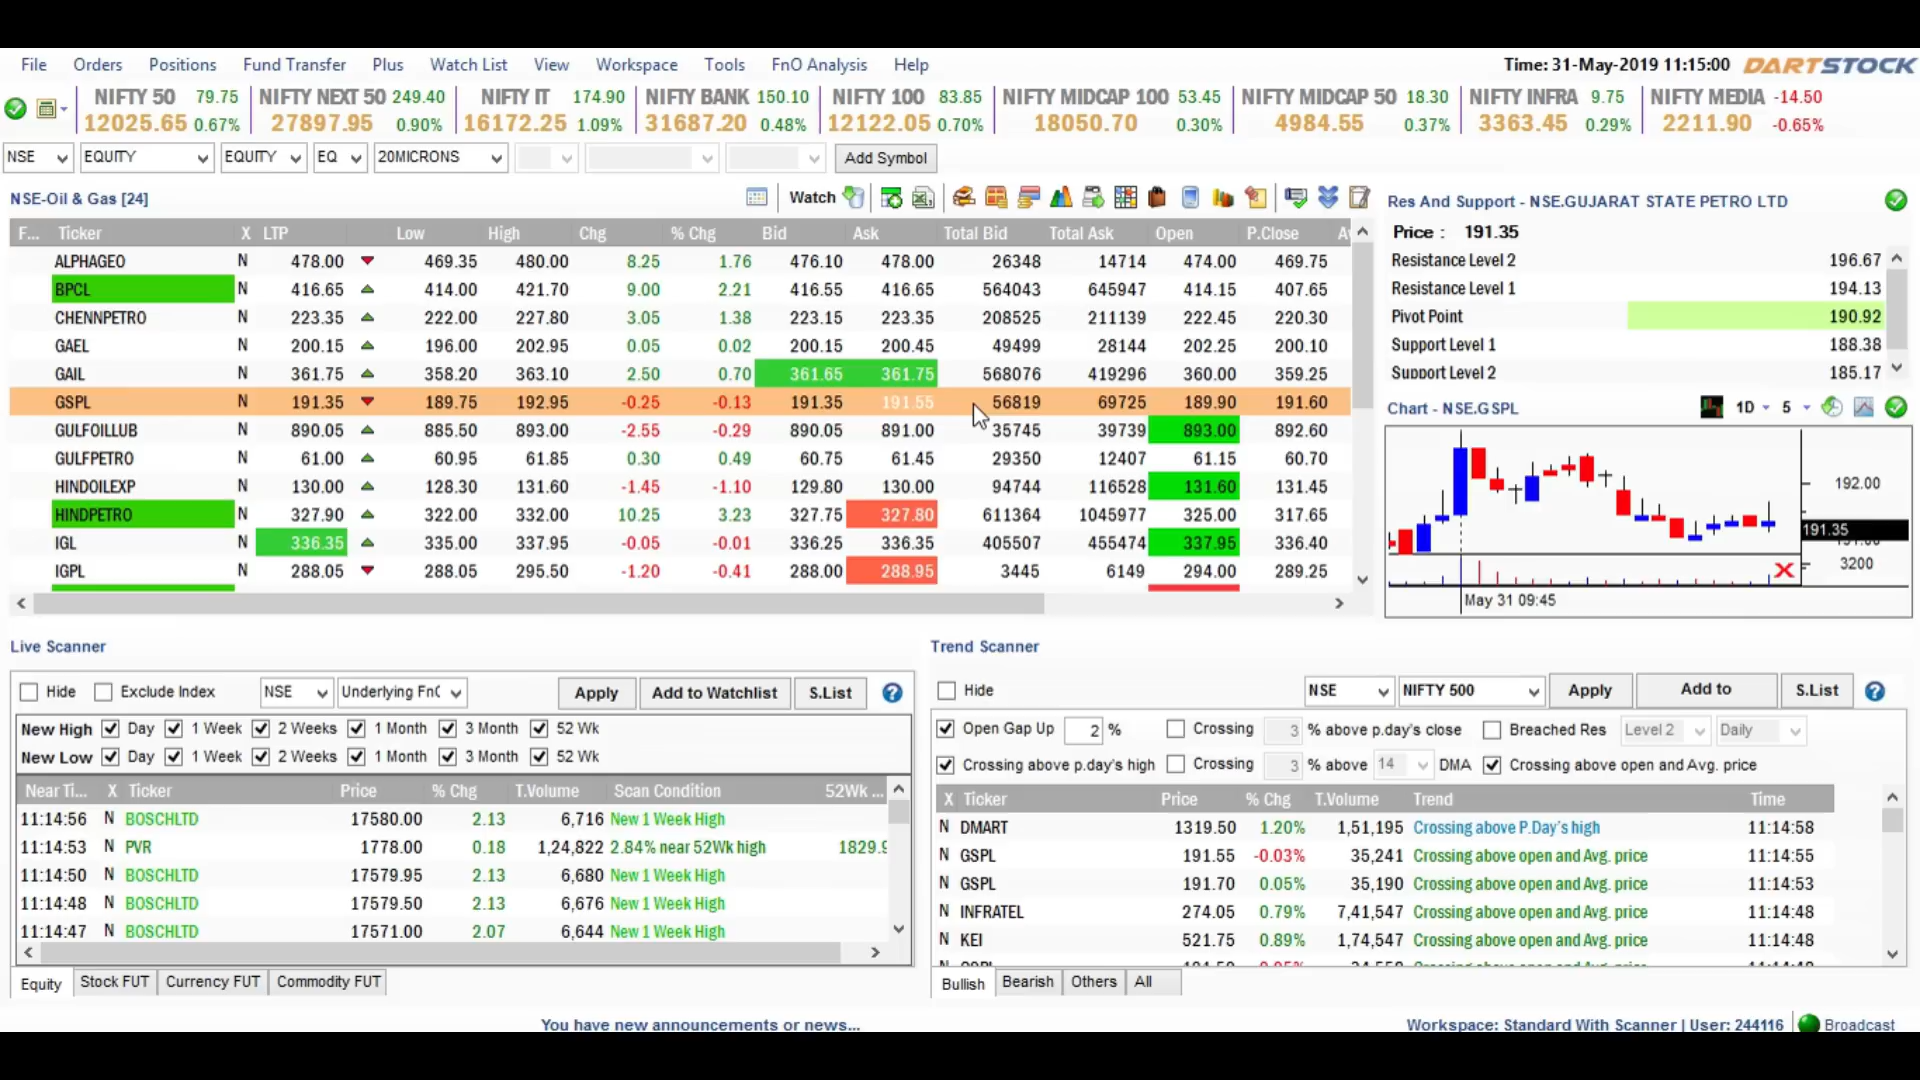 File Orders Positions Fund Transfer Plus Watch List View Workspace Tools FnO Analysis Help Time: 31-May-2019 11:15:00 DARTSTOCK
NIFTY 50 79.75 NIFTY NEXT 50 249.40 NIFTY IT 174.90 NIFTY BANK 150.10 NIFTY 100 83.85 NIFTY MIDCAP 100 53.45 NIFTY MIDCAP 50 18.30 NIFTY INFRA 9.75 NIFTY MEDIA -14.50
12025.65 0.67% 27897.95 0.90% 16172.25 1.09% 31687.20 0.48% 12122.05 0.70% 18050.70 0.30% 4984.55 0.37% 3363.45 0.29% 2211.90 -0.65%
NSE EQUITY EQUITY EQ 20MICRONS Add Symbol
NSE-Oil & Gas [24] Watch
F... Ticker X LTP Low High Chg % Chg Bid Ask Total Bid Total Ask Open P.Close
ALPHAGEO N 478.00 469.35 480.00 8.25 1.76 476.10 478.00 26348 14714 474.00 469.75
BPCL N 416.65 414.00 421.70 9.00 2.21 416.55 416.65 564043 645947 414.15 407.65
CHENNPETRO N 223.35 222.00 227.80 3.05 1.38 223.15 223.35 208525 211139 222.45 220.30
GAEL N 200.15 196.00 202.95 0.05 0.02 200.15 200.45 49499 28144 202.25 200.10
GAIL N 361.75 358.20 363.10 2.50 0.70 361.65 361.75 568076 419296 360.00 359.25
GSPL N 191.35 189.75 192.95 -0.25 -0.13 191.35 191.55 56819 69725 189.90 191.60
GULFOILLUB N 890.05 885.50 893.00 -2.55 -0.29 890.05 891.00 35745 39739 893.00 892.60
GULFPETRO N 61.00 60.95 61.85 0.30 0.49 60.75 61.45 29350 12407 61.15 60.70
HINDOILEXP N 130.00 128.30 131.60 -1.45 -1.10 129.80 130.00 94744 116528 131.60 131.45
HINDPETRO N 327.90 322.00 332.00 10.25 3.23 327.75 327.80 611364 1045977 325.00 317.65
IGL N 336.35 335.00 337.95 -0.05 -0.01 336.25 336.35 405507 455474 337.95 336.40
IGPL N 288.05 288.05 295.50 -1.20 -0.41 288.00 288.95 3445 6149 294.00 289.25
Res And Support - NSE.GUJARAT STATE PETRO LTD
Price : 191.35
Resistance Level 2 196.67
Resistance Level 1 194.13
Pivot Point 190.92
Support Level 1 188.38
Support Level 2 185.17
Chart - NSE.GSPL 1D 5
192.00
191.35
3200
May 31 09:45
Live Scanner
Hide Exclude Index NSE Underlying FnO Apply Add to Watchlist S.List
New High Day 1 Week 2 Weeks 1 Month 3 Month 52 Wk
New Low Day 1 Week 2 Weeks 1 Month 3 Month 52 Wk
Near Ti... X Ticker Price % Chg T.Volume Scan Condition 52Wk ...
11:14:56 N BOSCHLTD 17580.00 2.13 6,716 New 1 Week High
11:14:53 N PVR 1778.00 0.18 1,24,822 2.84% near 52Wk high 1829.9
11:14:50 N BOSCHLTD 17579.95 2.13 6,680 New 1 Week High
11:14:48 N BOSCHLTD 17579.50 2.13 6,676 New 1 Week High
11:14:47 N BOSCHLTD 17571.00 2.07 6,644 New 1 Week High
Equity Stock FUT Currency FUT Commodity FUT
Trend Scanner
Hide NSE NIFTY 500 Apply Add to S.List
Open Gap Up 2 % Crossing 3 % above p.day's close Breached Res Level 2 Daily
Crossing above p.day's high Crossing 3 % above 14 DMA Crossing above open and Avg. price
X Ticker Price % Chg T.Volume Trend Time
N DMART 1319.50 1.20% 1,51,195 Crossing above P.Day's high 11:14:58
N GSPL 191.55 -0.03% 35,241 Crossing above open and Avg. price 11:14:55
N GSPL 191.70 0.05% 35,190 Crossing above open and Avg. price 11:14:53
N INFRATEL 274.05 0.79% 7,41,547 Crossing above open and Avg. price 11:14:48
N KEI 521.75 0.89% 1,74,547 Crossing above open and Avg. price 11:14:48
Bullish Bearish Others All
You have new announcements or news... Workspace: Standard With Scanner | User: 244116 Broadcast